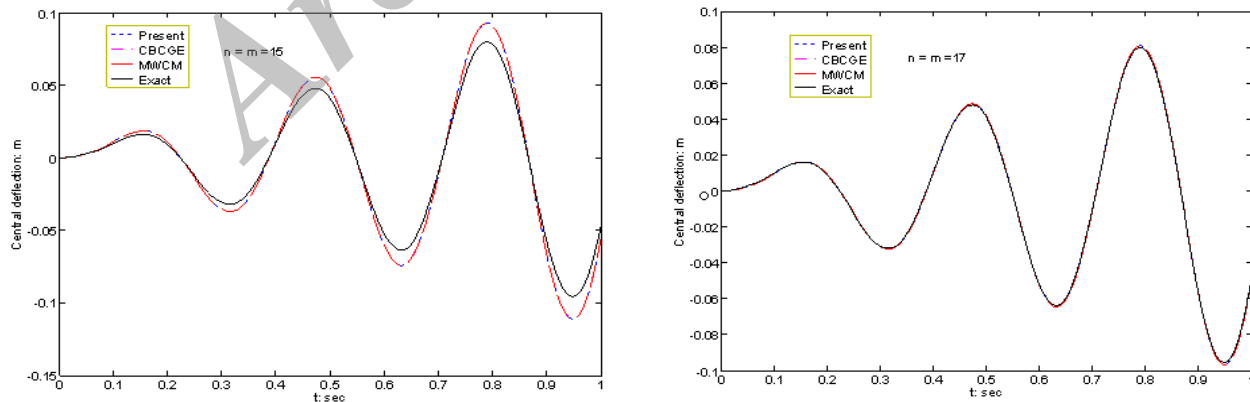 0.1
0.05
0
-0.05
-0.1
-0.15
Central deflection: m
Present
CBCGE
MWCM
Exact
n = m =15
0 0.1 0.2 0.3 0.4 0.5 0.6 0.7 0.8 0.9 1
t: sec
0.1
0.08
0.06
0.04
0.02
0
-0.02
-0.04
-0.06
-0.08
-0.1
Central deflection: m
Present
CBCGE
MWCM
Exact
n = m =17
0 0.1 0.2 0.3 0.4 0.5 0.6 0.7 0.8 0.9 1
t: sec